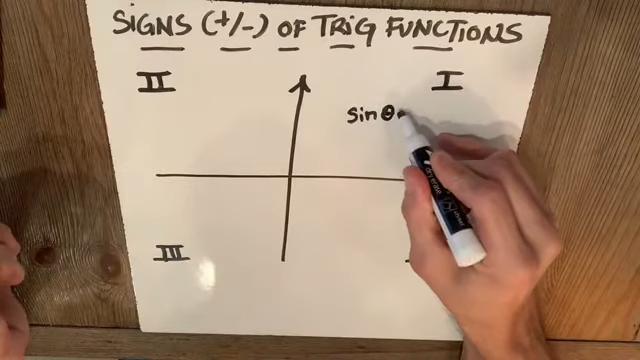 SIGNS (+/-) OF TRIG FUNCTIONS
II I
sin θ
III